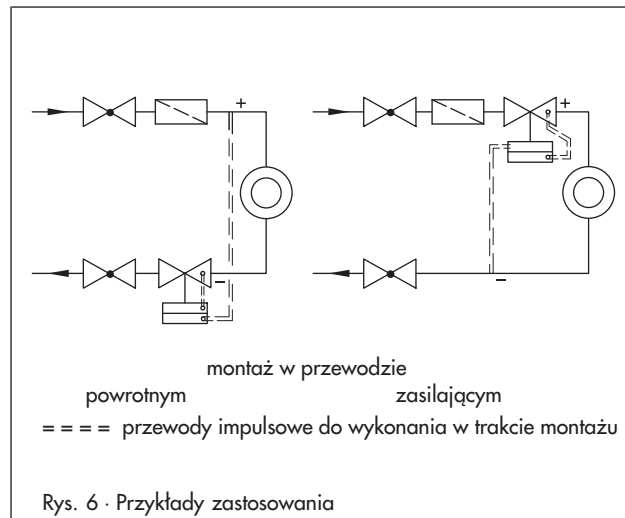 + +
− −
montaż w przewodzie
powrotnym zasilającym
= = = = przewody impulsowe do wykonania w trakcie montażu
Rys. 6 · Przykłady zastosowania